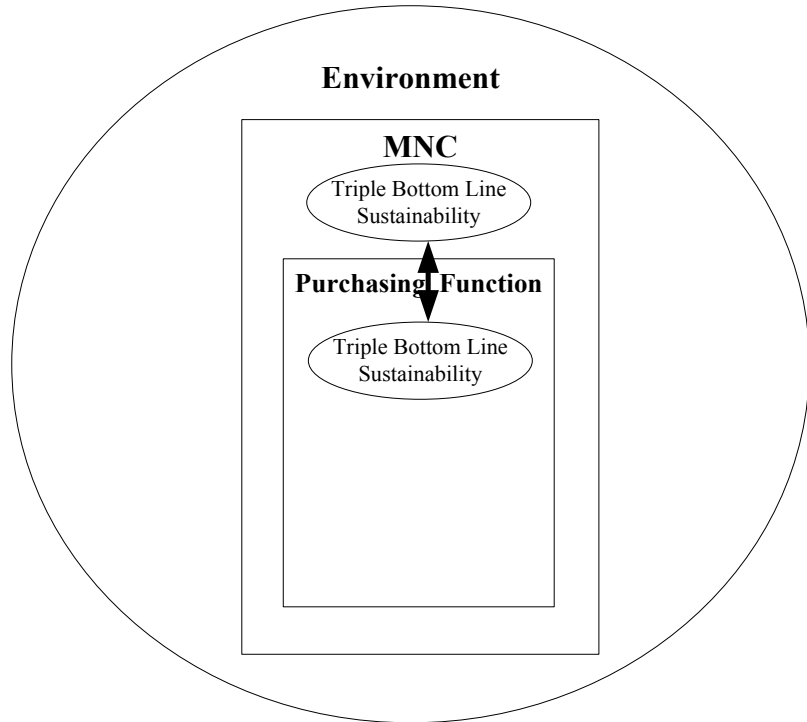 Environment
MNC
Triple Bottom Line
Sustainability
Purchasing Function
Triple Bottom Line
Sustainability